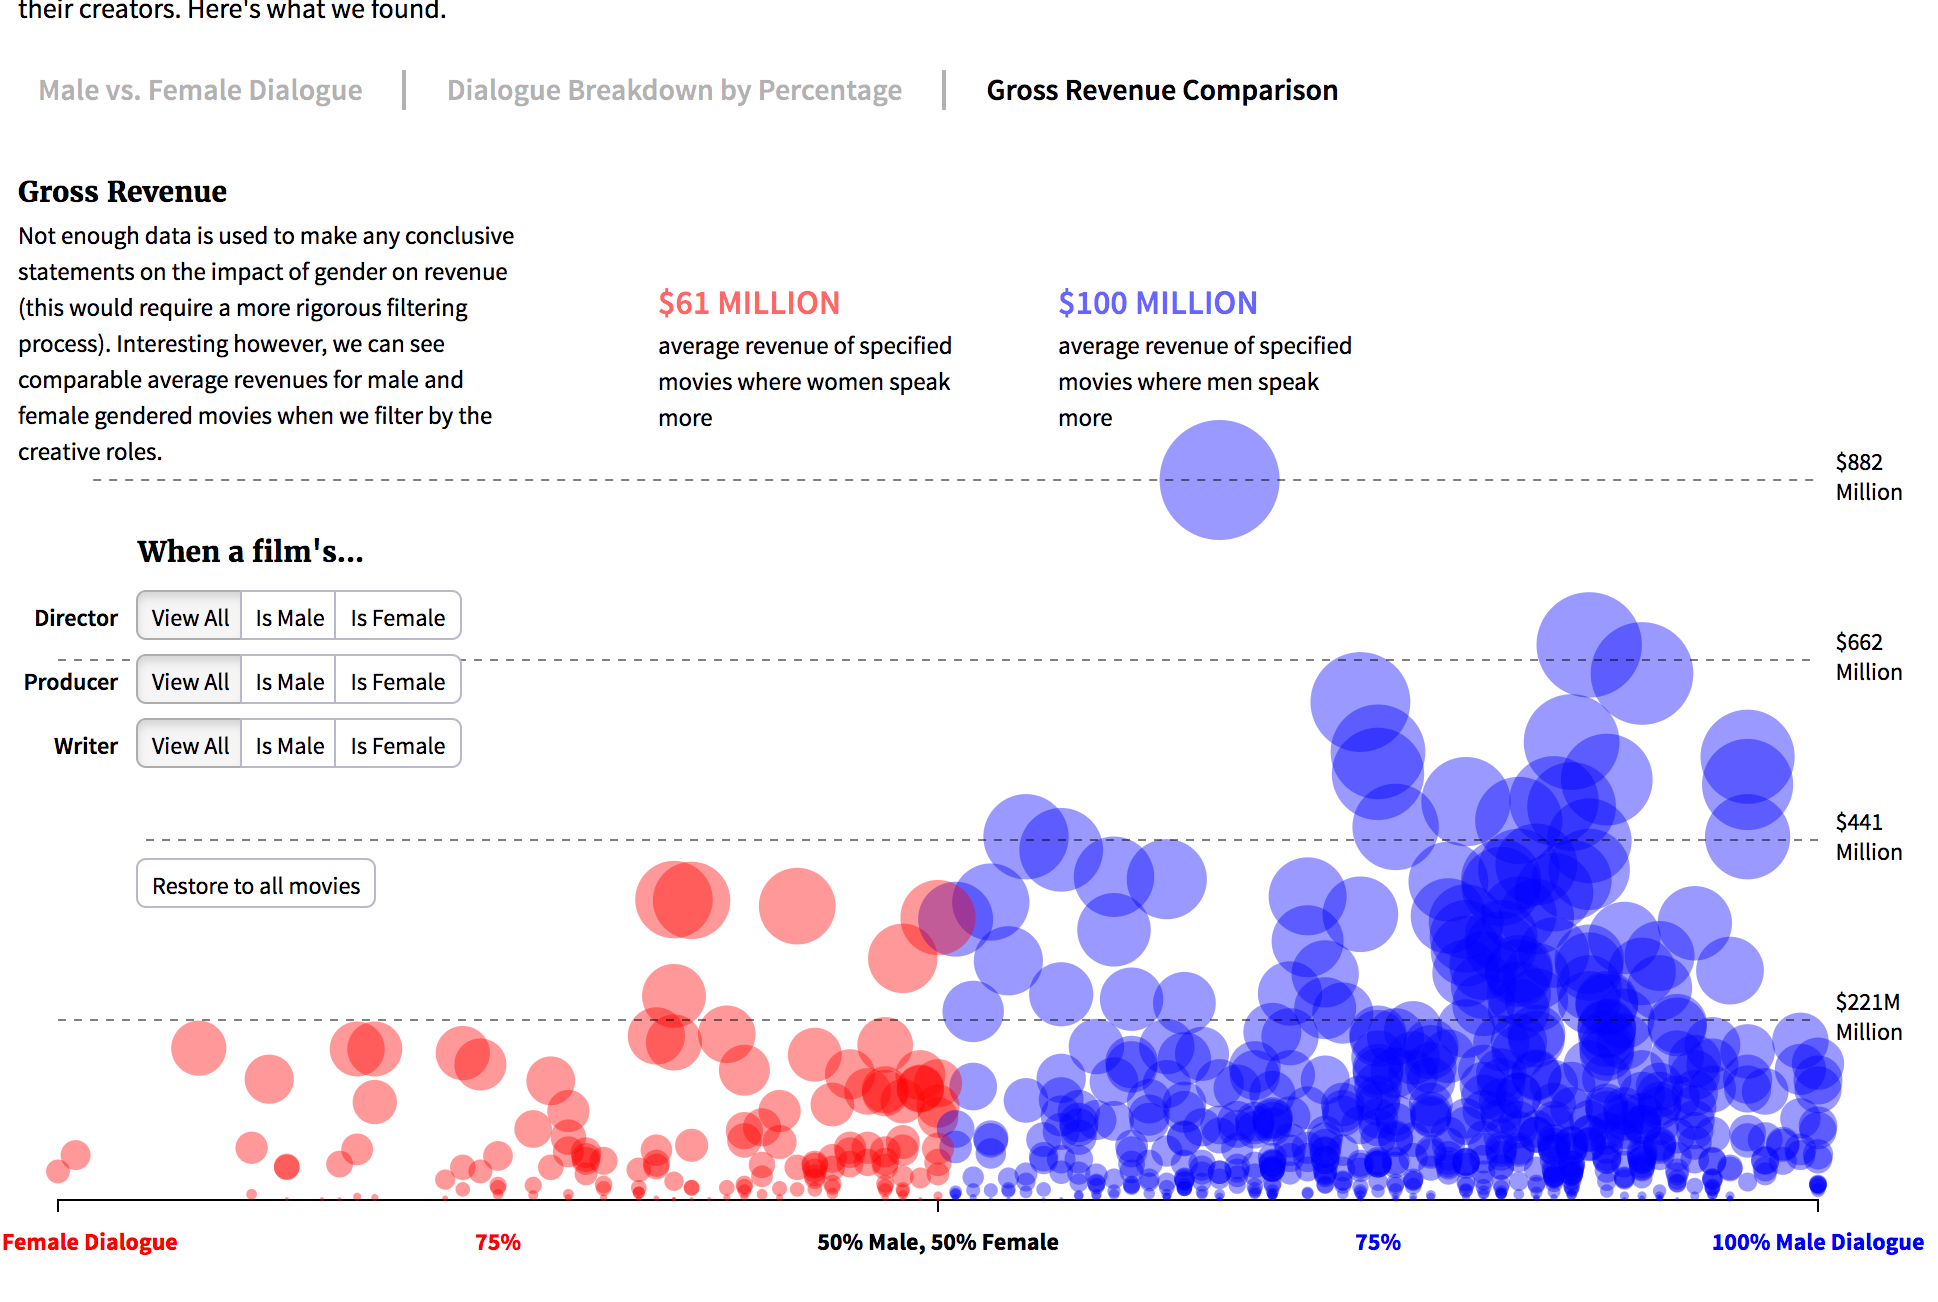 their creators. Here's what we found.
Male vs. Female Dialogue
Dialogue Breakdown by Percentage
Gross Revenue Comparison
Gross Revenue
Not enough data is used to make any conclusive
statements on the impact of gender on revenue
(this would require a more rigorous filtering
process). Interesting however, we can see
comparable average revenues for male and
female gendered movies when we filter by the
creative roles.
$61 MILLION
average revenue of specified
movies where women speak
more
$100 MILLION
average revenue of specified
movies where men speak
more
$882
Million
When a film's...
Director View All Is Male Is Female
Producer View All Is Male Is Female
Writer View All Is Male Is Female
Restore to all movies
$662
Million
$441
Million
$221M
Million
Female Dialogue
75%
50% Male, 50% Female
75%
100% Male Dialogue